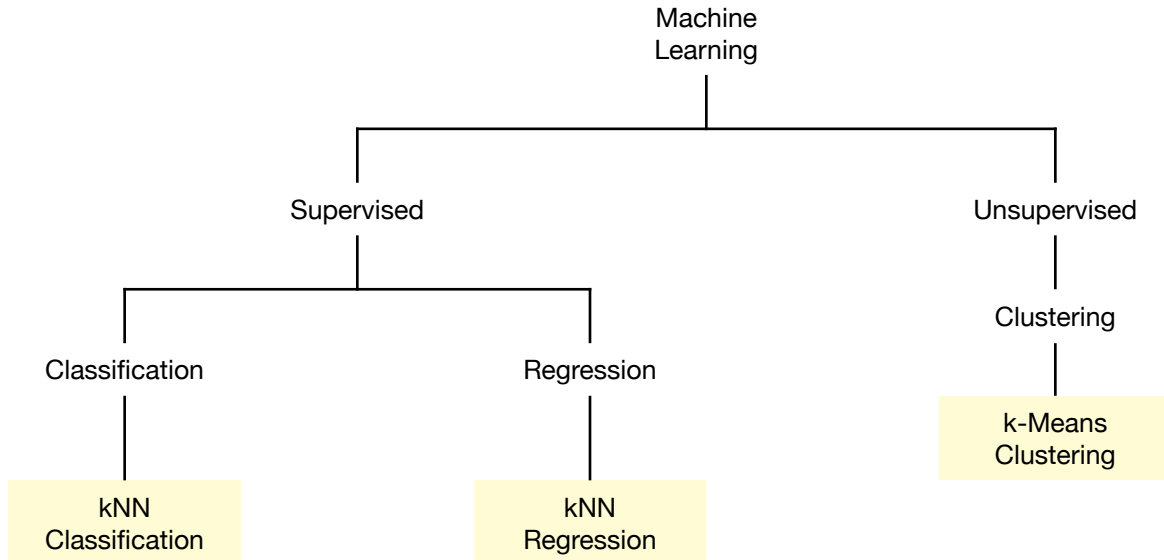 Machine
Learning
Supervised
Unsupervised
Clustering
Classification
Regression
k-Means
Clustering
kNN
Classification
kNN
Regression